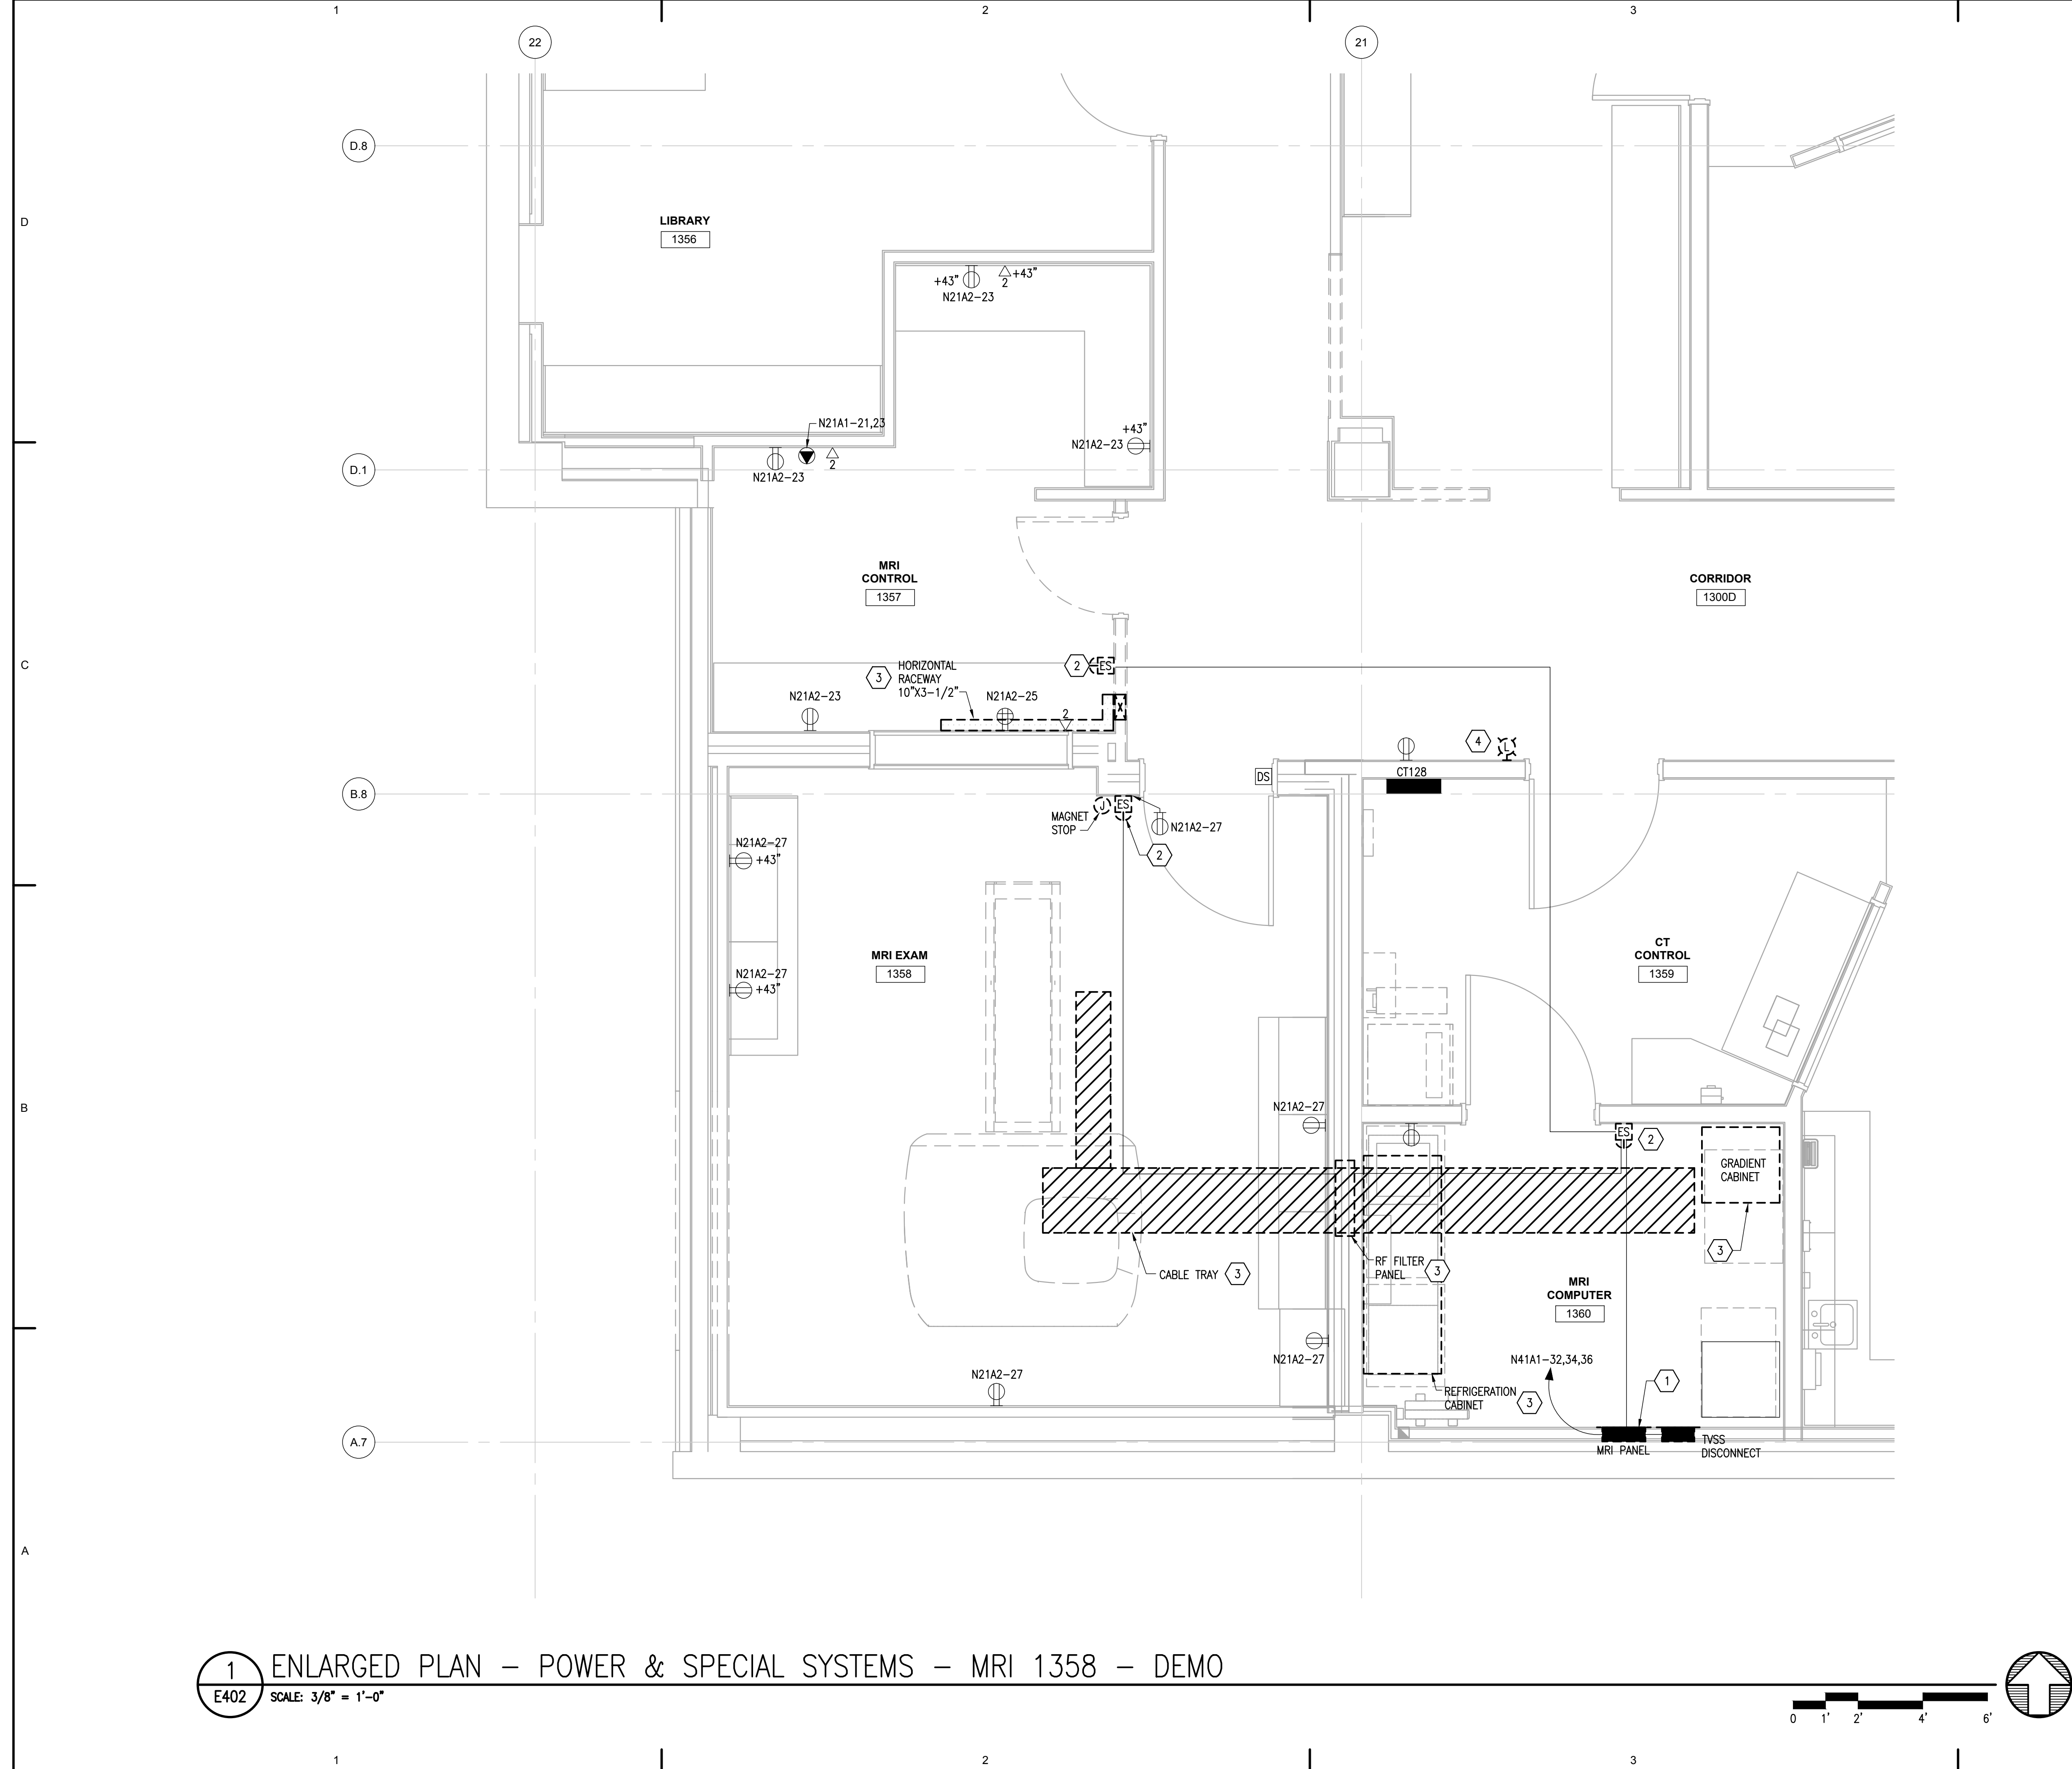 1
2
3
22
21
D.8
D
LIBRARY
1356
+43"
+43"
2
N21A2-23
N21A1-21,23
+43"
N21A2-23
D.1
2
N21A2-23
MRI
CONTROL
1357
CORRIDOR
1300D
C
3
HORIZONTAL
RACEWAY
10"X3-1/2"
2
ES
N21A2-23
N21A2-25
2
X
4
L
DS
CT128
B.8
MAGNET
STOP
J
ES
N21A2-27
2
N21A2-27
+43"
MRI EXAM
1358
CT
CONTROL
1359
N21A2-27
+43"
B
N21A2-27
ES
2
GRADIENT
CABINET
3
CABLE TRAY
3
RF FILTER
PANEL
3
MRI
COMPUTER
1360
N21A2-27
N21A2-27
N41A1-32,34,36
1
REFRIGERATION
CABINET
3
A.7
MRI PANEL
TVSS
DISCONNECT
A
1
E402
ENLARGED PLAN - POWER & SPECIAL SYSTEMS - MRI 1358 - DEMO
SCALE: 3/8" = 1'-0"
0 1' 2' 4' 6'
1
2
3